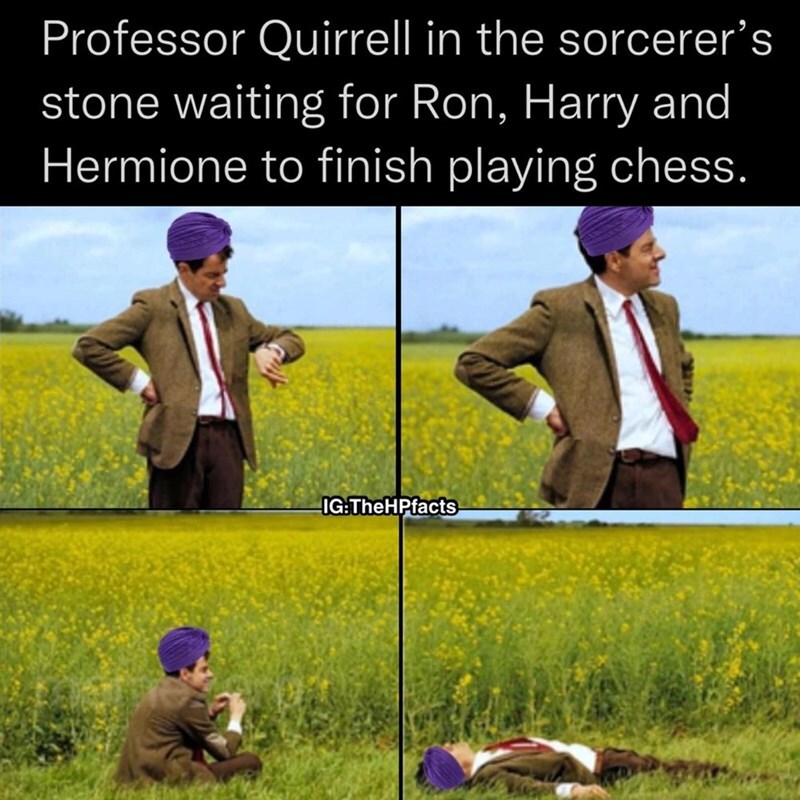 Professor Quirrell in the sorcerer’s
stone waiting for Ron, Harry and
Hermione to finish playing chess.
IG:TheHPfacts